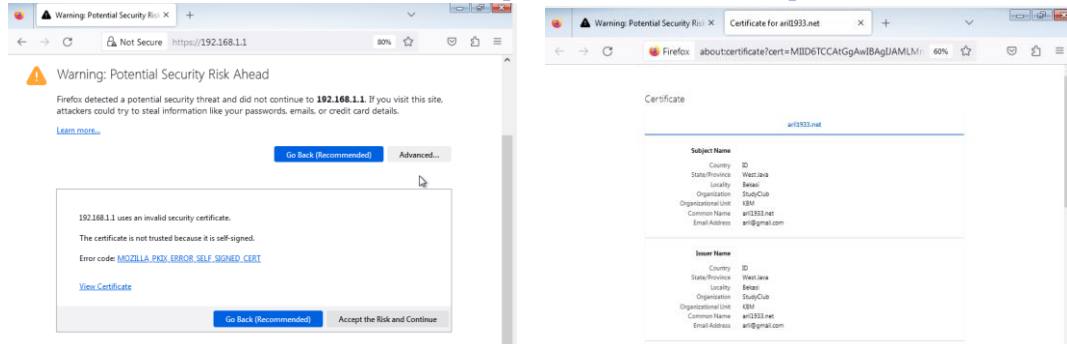 Warning: Potential Security Ris
Not Secure https://192.168.1.1 80%
Warning: Potential Security Risk Ahead
Firefox detected a potential security threat and did not continue to 192.168.1.1. If you visit this site,
attackers could try to steal information like your passwords, emails, or credit card details.
Learn more...
Go Back (Recommended) Advanced...
192.168.1.1 uses an invalid security certificate.
The certificate is not trusted because it is self-signed.
Error code: MOZILLA_PKIX_ERROR_SELF_SIGNED_CERT
View Certificate
Go Back (Recommended) Accept the Risk and Continue
Warning: Potential Security Ris Certificate for aril1933.net
Firefox about:certificate?cert=MIID6TCCAtGgAwIBAgIJAMLM 60%
Certificate
aril1933.net
Subject Name
Country ID
State/Province West Java
Locality Bekasi
Organization StudyClub
Organizational Unit KBM
Common Name aril1933.net
Email Address aril@gmail.com
Issuer Name
Country ID
State/Province West Java
Locality Bekasi
Organization StudyClub
Organizational Unit KBM
Common Name aril1933.net
Email Address aril@gmail.com